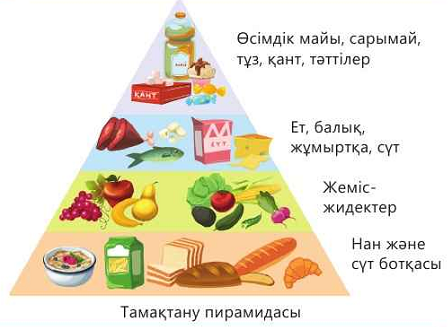 Өсімдік майы, сарымай,
тұз, қант, тәттілер
ҚАНТ
Ет, балық,
жұмыртқа, сүт
СҮТ
Жеміс-
жидектер
Нан және
сүт ботқасы
Тамақтану пирамидасы